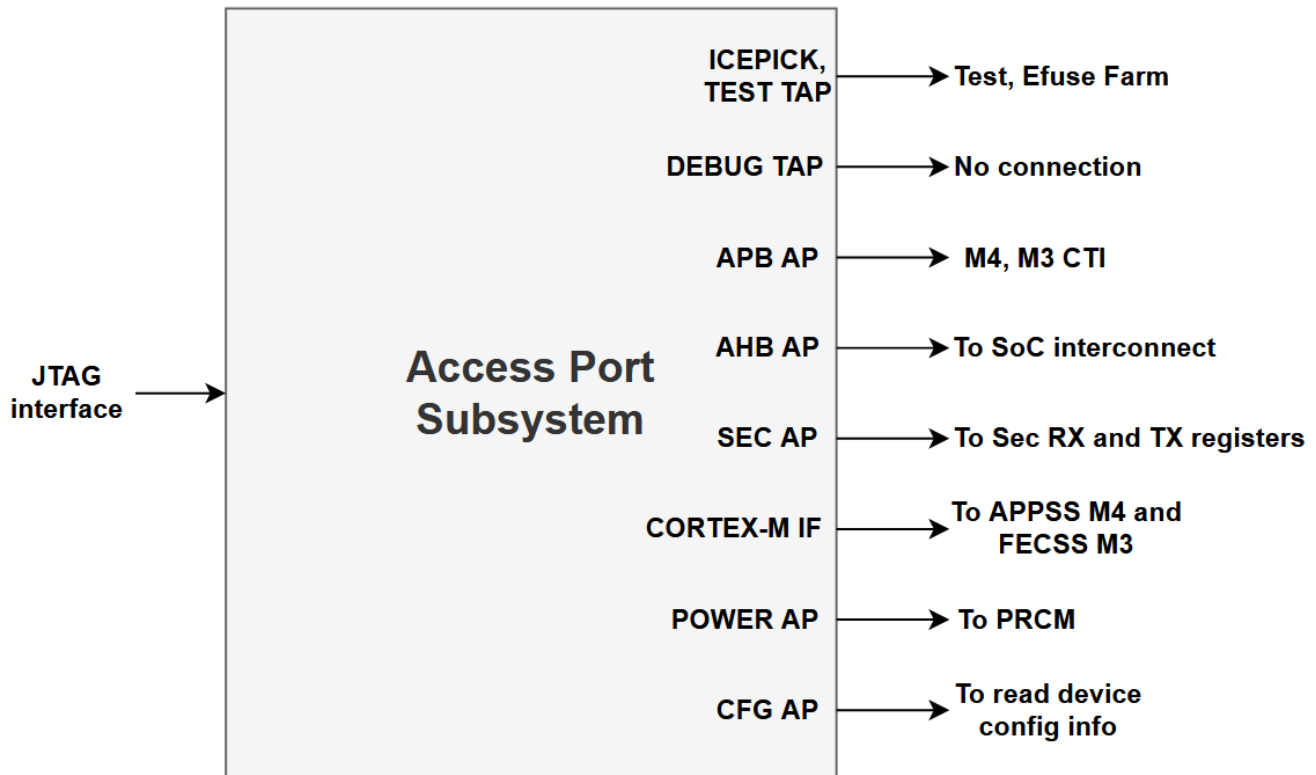 ICEPICK,
TEST TAP
Test, Efuse Farm
DEBUG TAP
No connection
APB AP
M4, M3 CTI
AHB AP
To SoC interconnect
JTAG
interface
Access Port
Subsystem
SEC AP
To Sec RX and TX registers
CORTEX-M IF
To APPSS M4 and
FECSS M3
POWER AP
To PRCM
CFG AP
To read device
config info